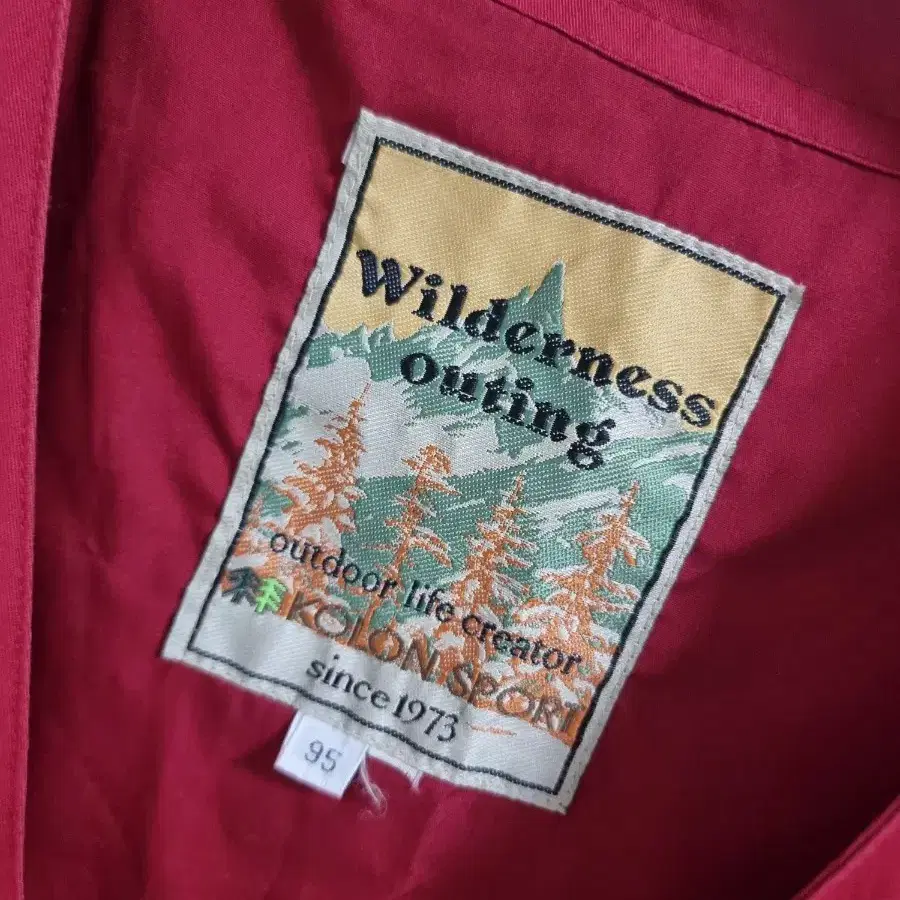 Wilderness
outing
outdoor life creator
KOLON SPORT
since 1973
95